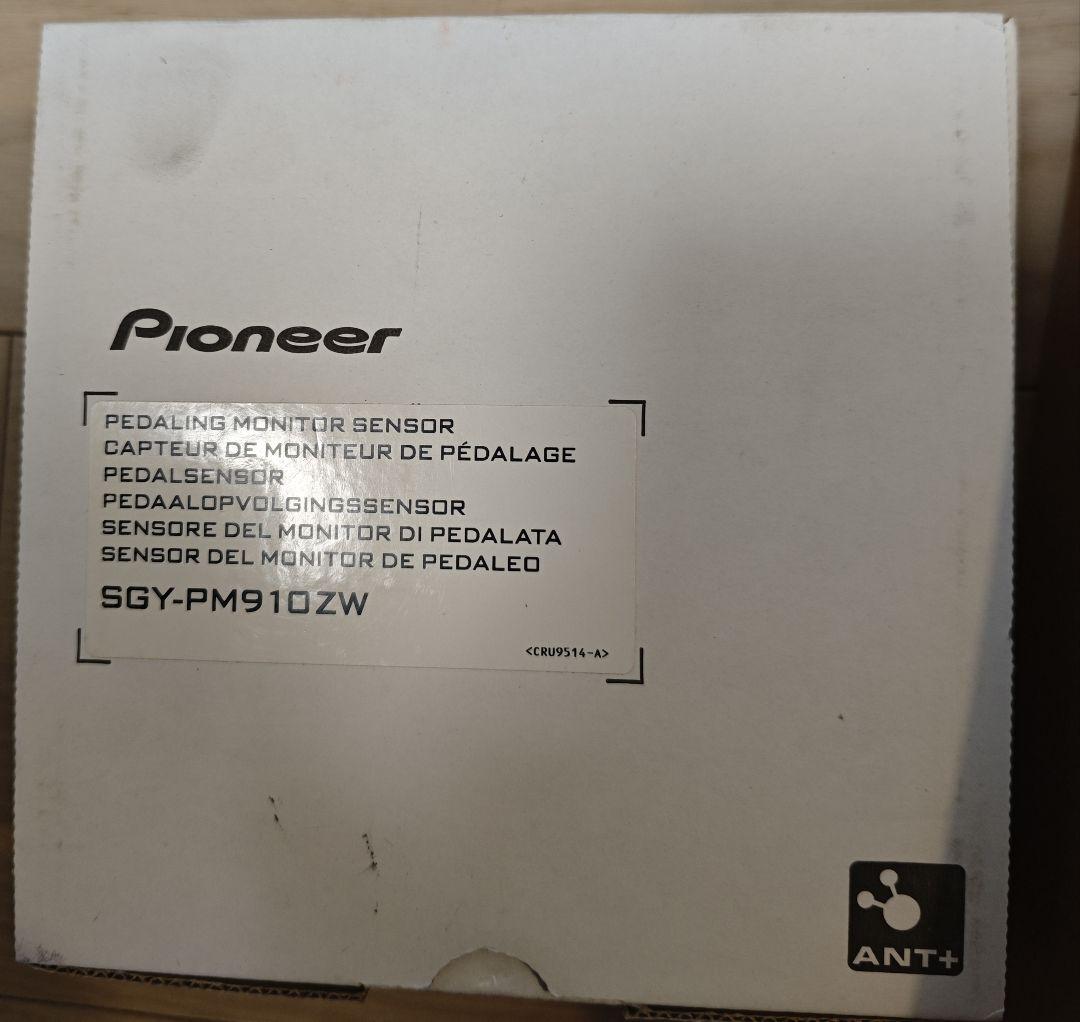 Pioneer
PEDALING MONITOR SENSOR
CAPTEUR DE MONITEUR DE PÉDALAGE
PEDALSENSOR
PEDAALOPVOLGINGSSENSOR
SENSORE DEL MONITOR DI PEDALATA
SENSOR DEL MONITOR DE PEDALEO
SGY-PM910ZW
<CRU9514-A>
ANT+